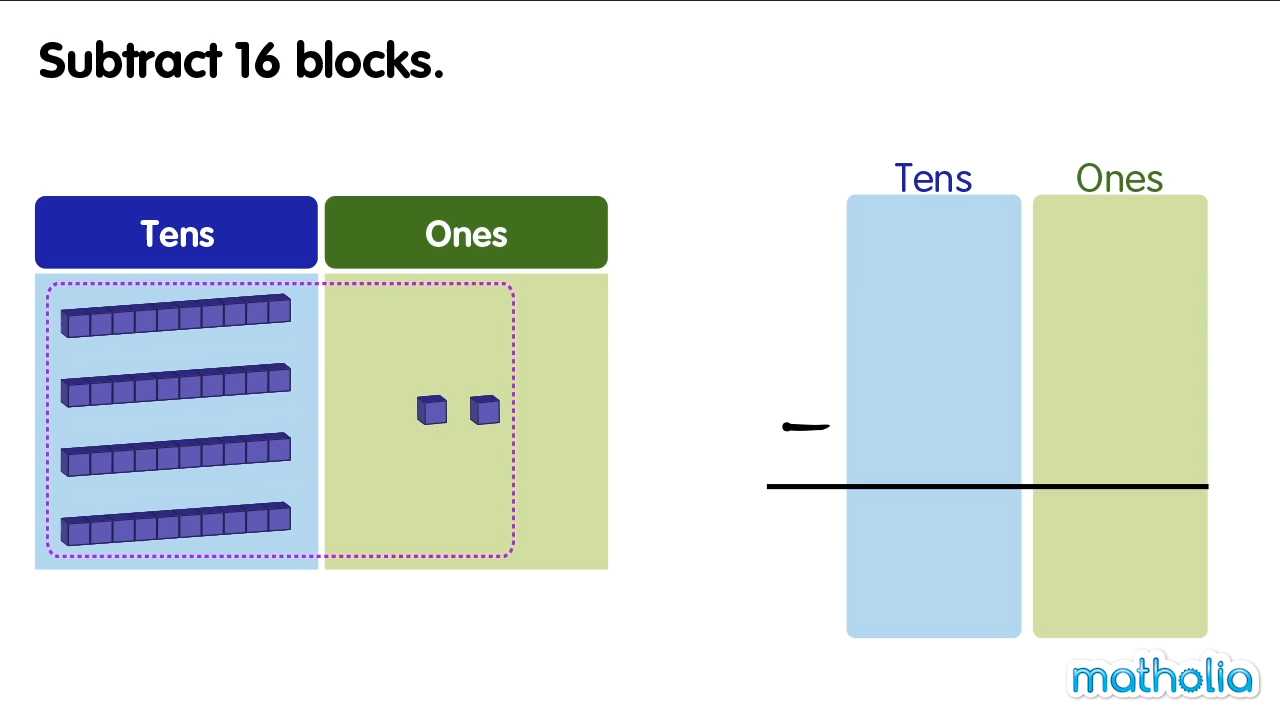 Subtract 16 blocks.
Tens Ones
Tens Ones
−
matholia